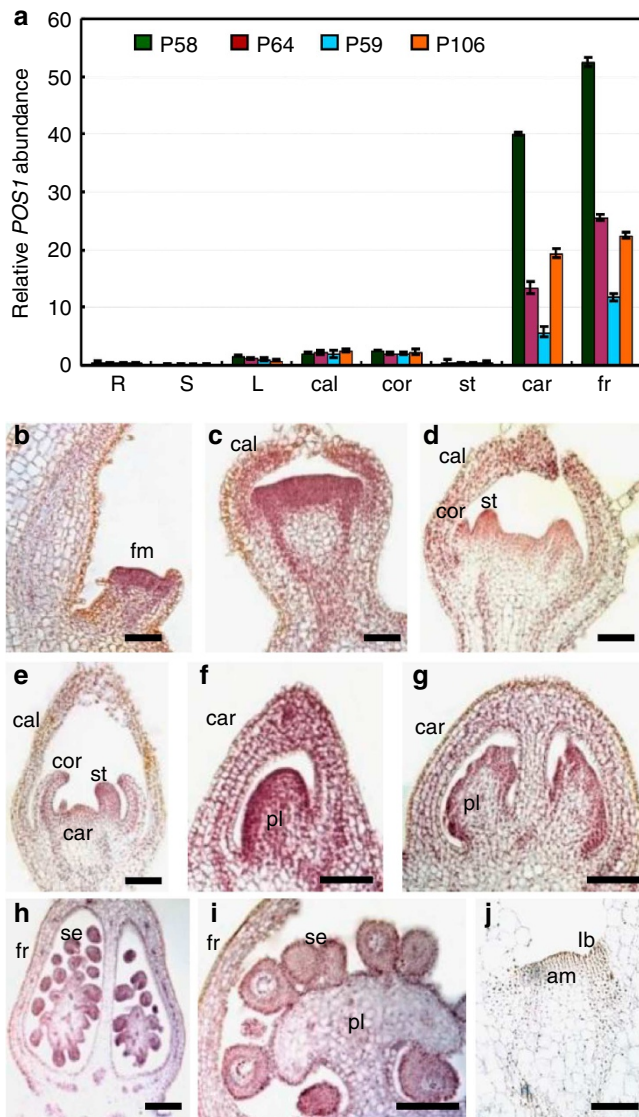 a
60
50
40
30
20
10
0
Relative POS1 abundance
P58 P64 P59 P106
R S L cal cor st car fr
b
fm
c
cal
d
cal
cor
st
e
cal
cor
st
car
f
car
pl
g
car
pl
h
fr
se
i
fr
se
pl
j
lb
am